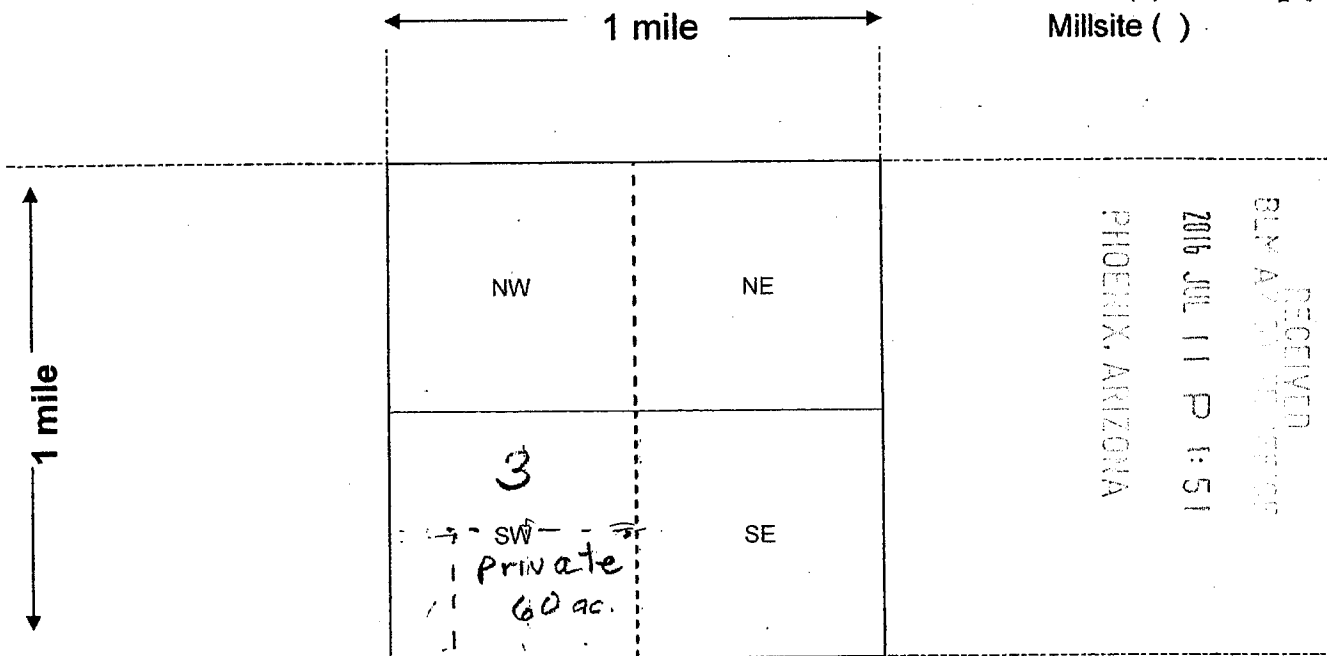 1 mile
Millsite ( )
1 mile
NW
NE
3
SW
SE
private
60 ac.
RECEIVED
BLM
2016 JUL 11 P 1:51
PHOENIX, ARIZONA